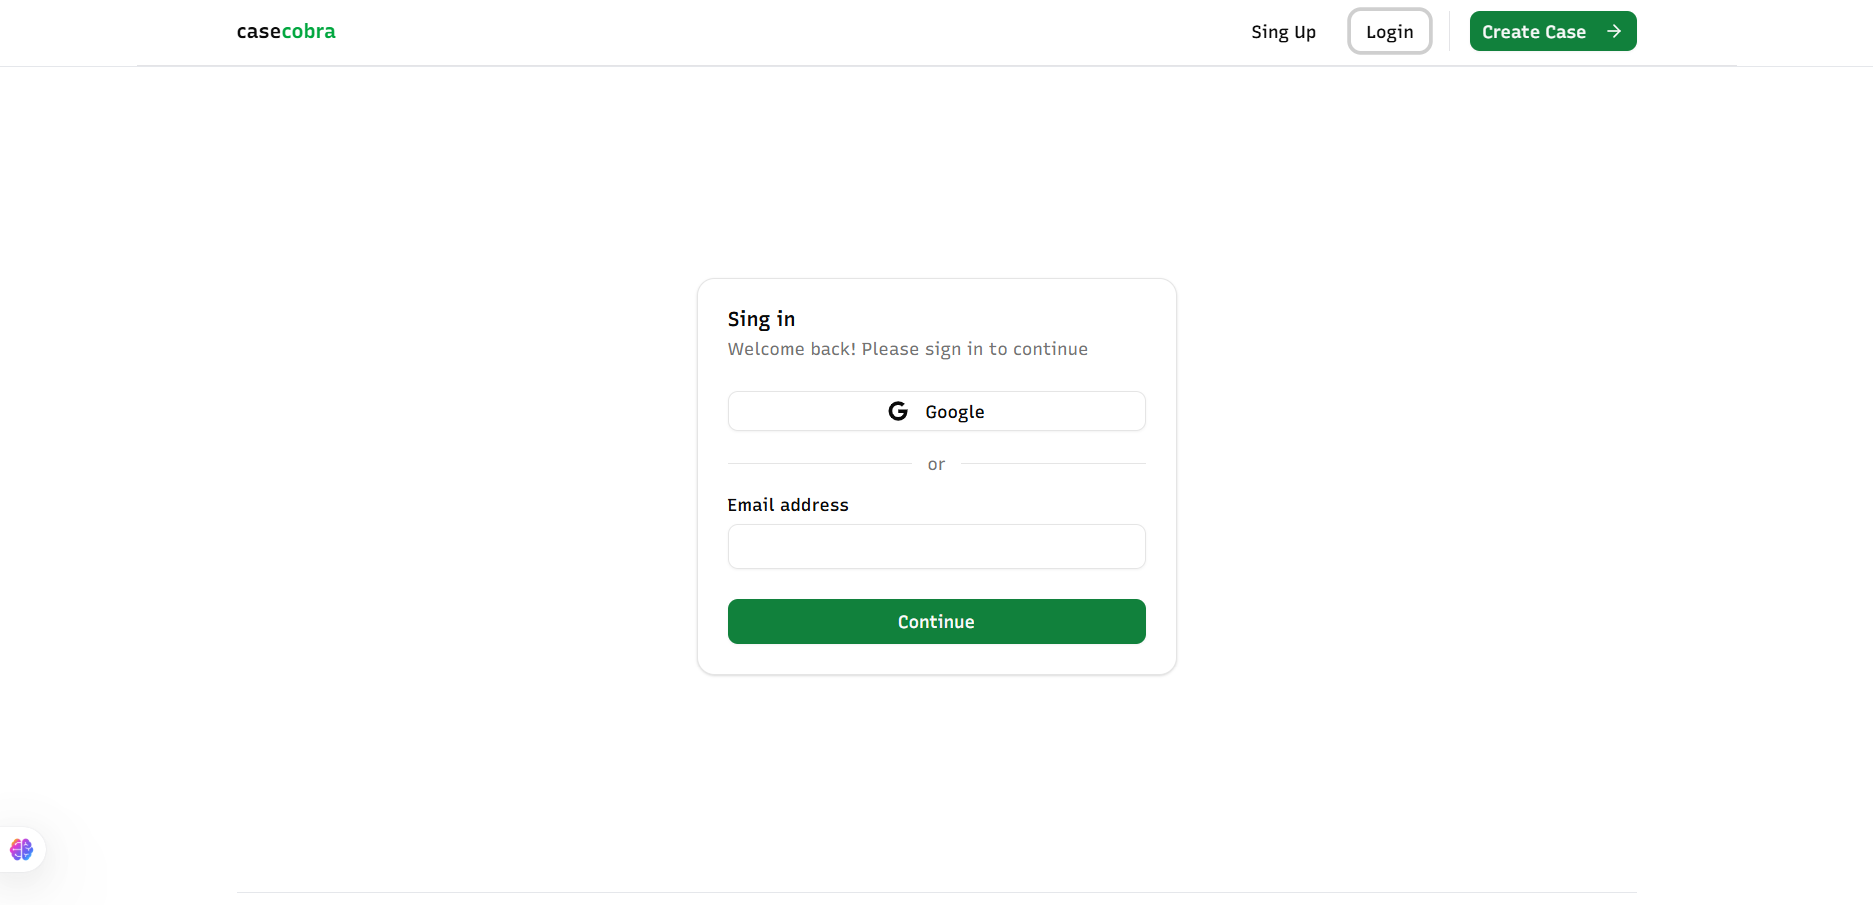 casecobra
Sing Up
Login
Create Case
Sing in
Welcome back! Please sign in to continue
Google
or
Email address
Continue